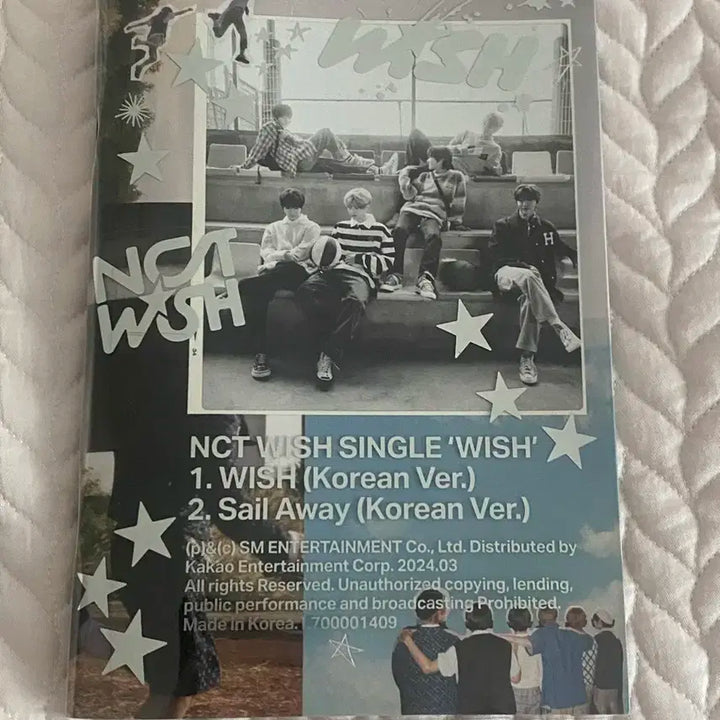 WISH
NCT
WISH
H
NCT WISH SINGLE ‘WISH’
1. WISH (Korean Ver.)
2. Sail Away (Korean Ver.)
(p)&(c) SM ENTERTAINMENT Co., Ltd. Distributed by
Kakao Entertainment Corp. 2024.03
All rights Reserved. Unauthorized copying, lending,
public performance and broadcasting Prohibited.
Made in Korea. L700001409